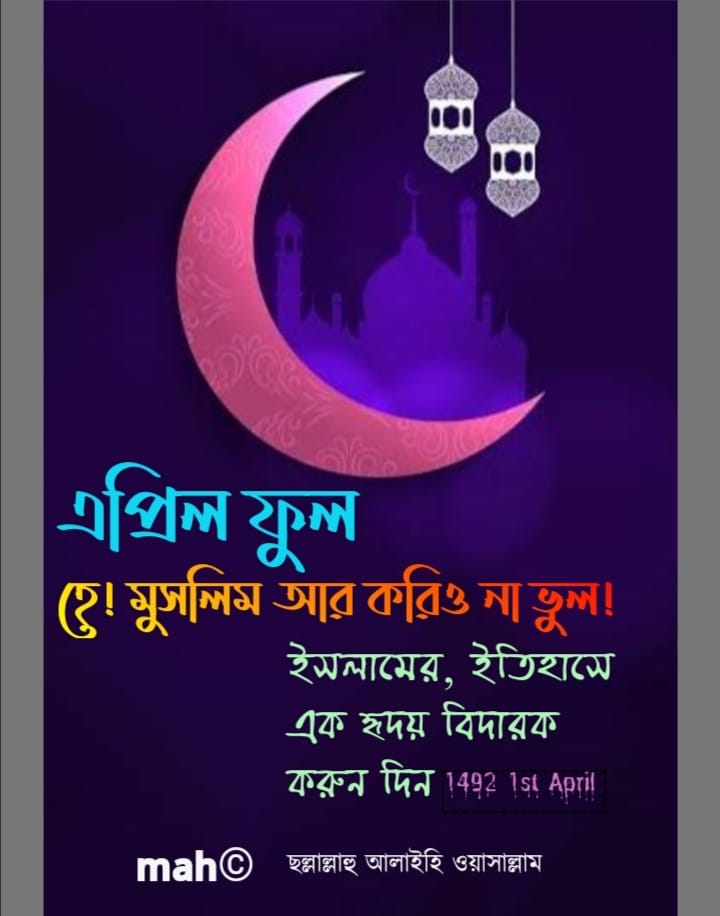 এপ্রিল ফুল
হে! মুসলিম আর করিও না ভুল!
ইসলামের, ইতিহাসে
এক হৃদয় বিদারক
করুন দিন 1492 1st April
mah© ছল্লাল্লাহু আলাইহি ওয়াসাল্লাম